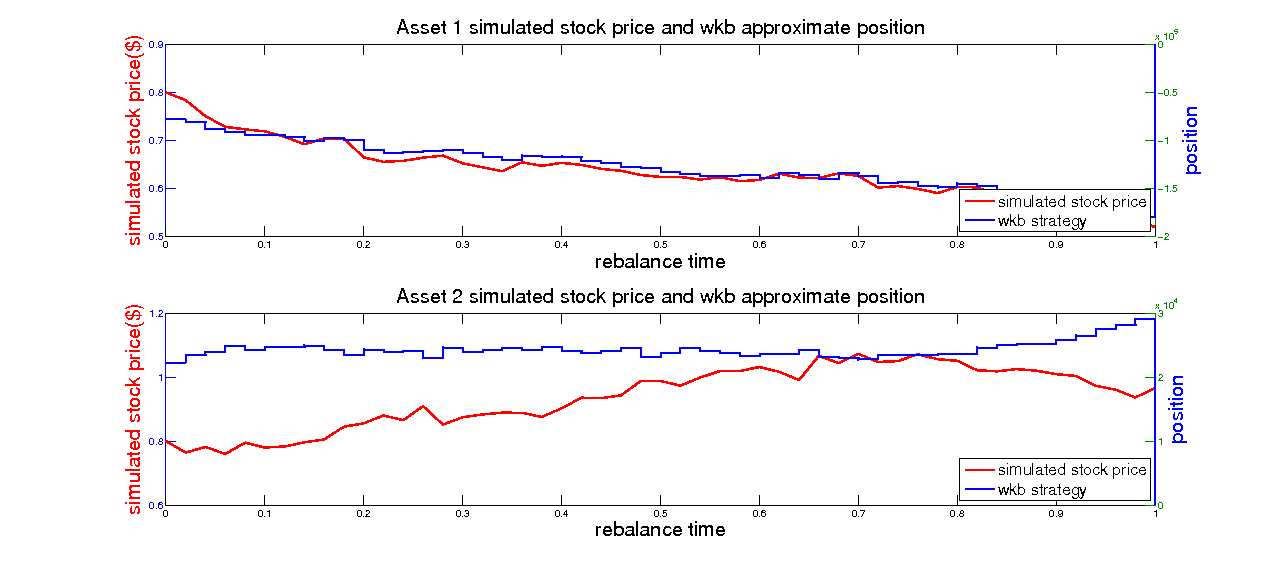 Asset 1 simulated stock price and wkb approximate position
x 10^5
0.9 0
0.8 -0.5
0.7 -1
0.6 -1.5
0.5 -2
simulated stock price($)
position
simulated stock price
wkb strategy
0 0.1 0.2 0.3 0.4 0.5 0.6 0.7 0.8 0.9 1
rebalance time
Asset 2 simulated stock price and wkb approximate position
x 10^4
1.2 3
1 2
0.8 1
0.6 0
simulated stock price($)
position
simulated stock price
wkb strategy
0 0.1 0.2 0.3 0.4 0.5 0.6 0.7 0.8 0.9 1
rebalance time